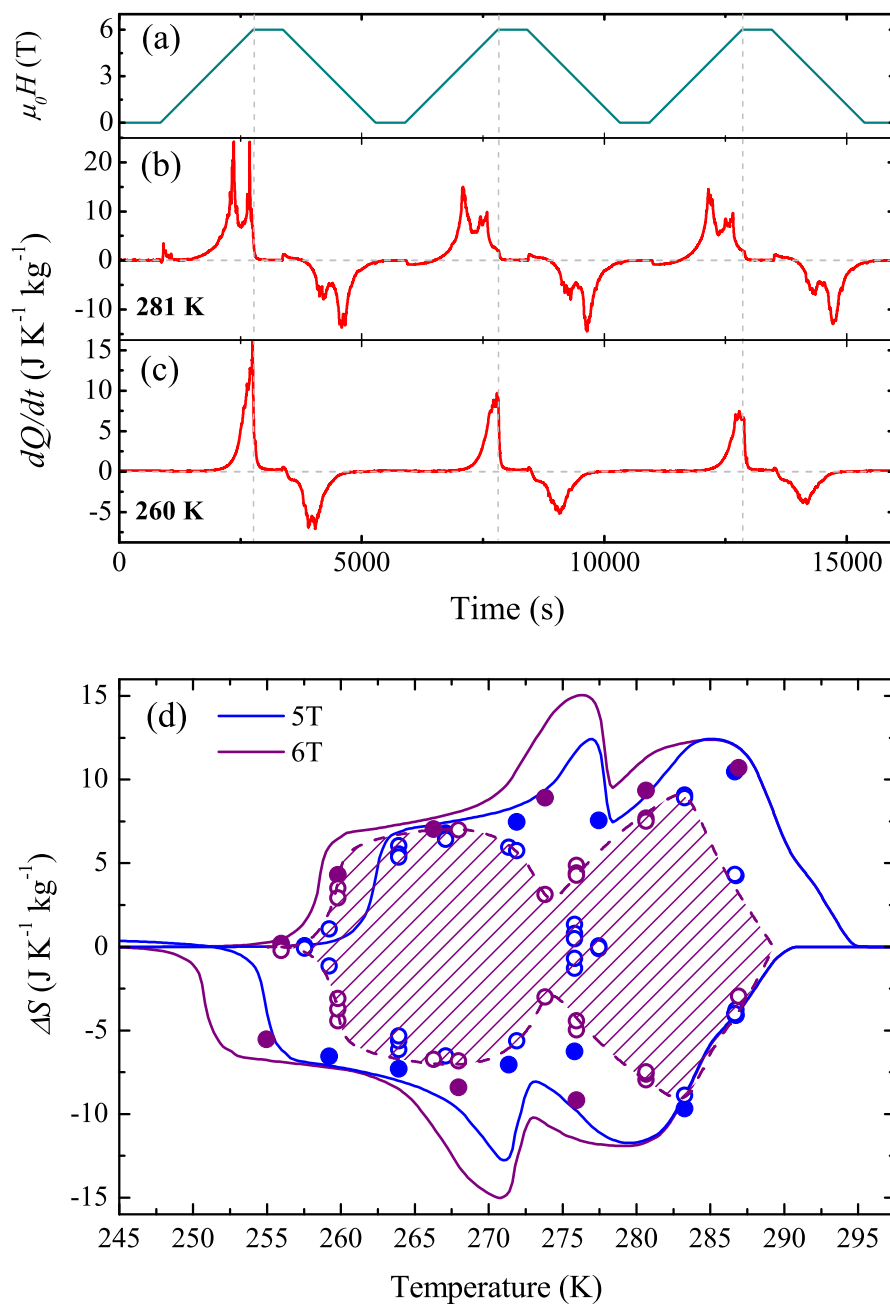 (a)
μ₀H (T)
6
3
0
(b)
20
10
0
-10
281 K
dQ/dt (J K⁻¹ kg⁻¹)
(c)
15
10
5
0
-5
260 K
0 5000 10000 15000
Time (s)
(d)
5T
6T
15
10
5
0
-5
-10
-15
ΔS (J K⁻¹ kg⁻¹)
245 250 255 260 265 270 275 280 285 290 295
Temperature (K)